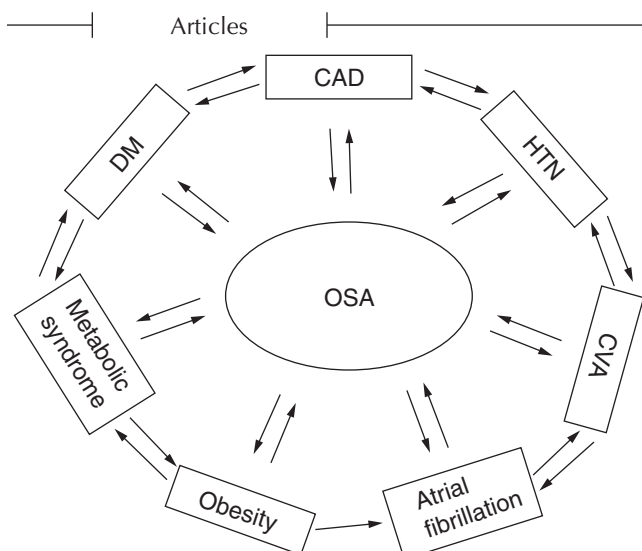 Articles
CAD
DM
HTN
OSA
Metabolic
syndrome
CVA
Obesity
Atrial
fibrillation